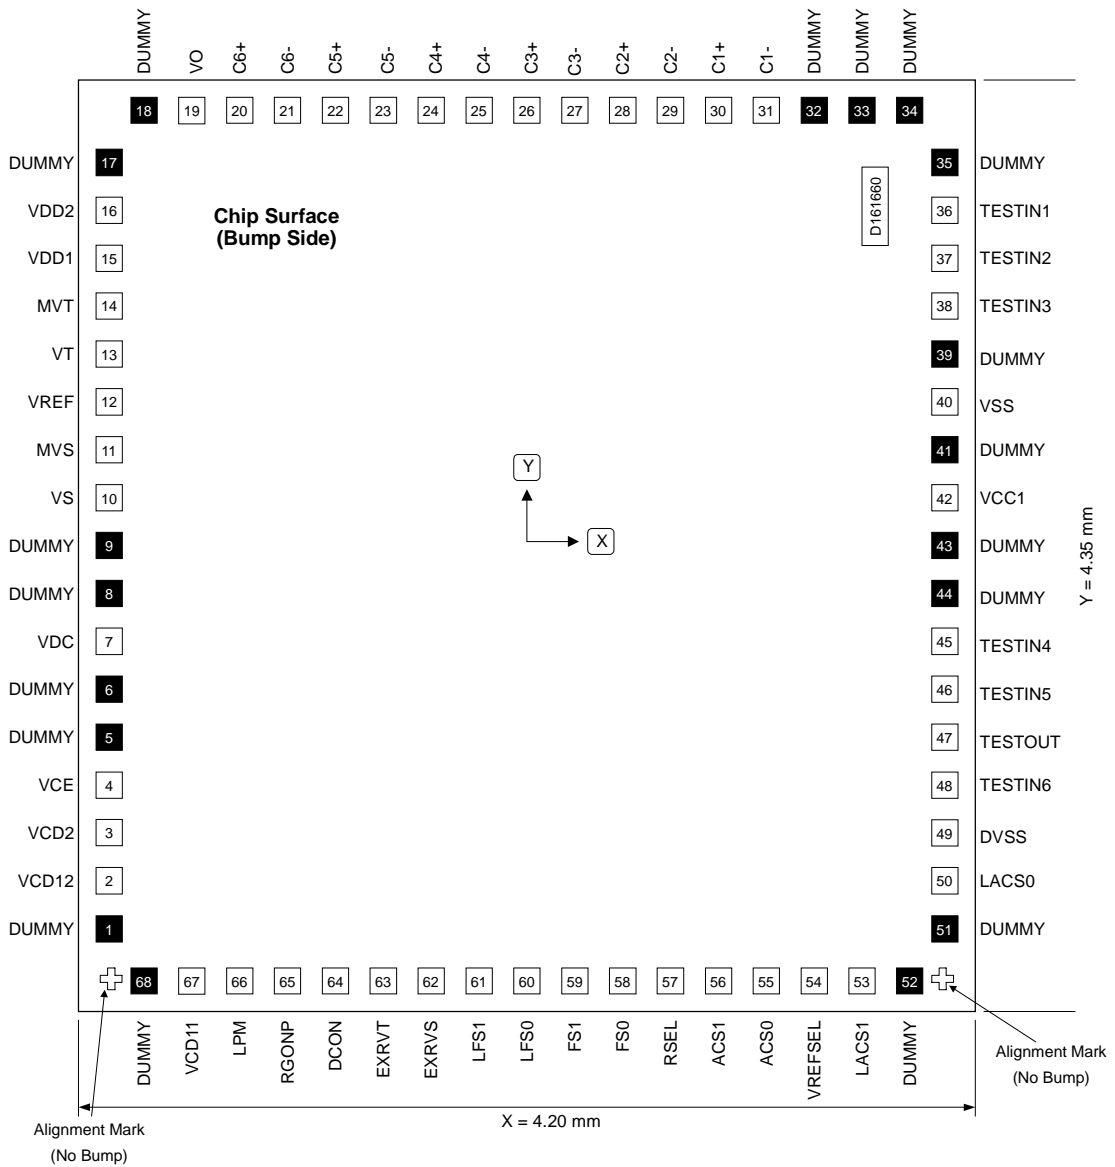 DUMMY VO C6+ C6- C5+ C5- C4+ C4- C3+ C3- C2+ C2- C1+ C1- DUMMY DUMMY DUMMY
18 19 20 21 22 23 24 25 26 27 28 29 30 31 32 33 34
DUMMY 17 35 DUMMY
VDD2 16 36 TESTIN1
D161660
Chip Surface
(Bump Side)
VDD1 15 37 TESTIN2
MVT 14 38 TESTIN3
VT 13 39 DUMMY
VREF 12 40 VSS
MVS 11 41 DUMMY
Y
VS 10 42 VCC1
X
DUMMY 9 43 DUMMY
Y = 4.35 mm
DUMMY 8 44 DUMMY
VDC 7 45 TESTIN4
DUMMY 6 46 TESTIN5
DUMMY 5 47 TESTOUT
VCE 4 48 TESTIN6
VCD2 3 49 DVSS
VCD12 2 50 LACS0
DUMMY 1 51 DUMMY
68 67 66 65 64 63 62 61 60 59 58 57 56 55 54 53 52
DUMMY VCD11 LPM RGONP DCON EXRVT EXRVS LFS1 LFS0 FS1 FS0 RSEL ACS1 ACS0 VREFSEL LACS1 DUMMY
Alignment Mark
(No Bump)
X = 4.20 mm
Alignment Mark
(No Bump)